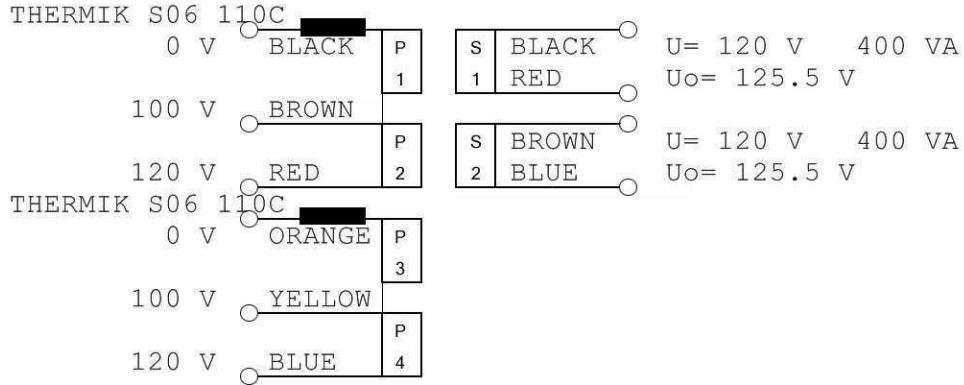 THERMIK S06 110C
0 V BLACK P S BLACK U= 120 V 400 VA
1 1 RED Uo= 125.5 V
100 V BROWN
P S BROWN U= 120 V 400 VA
120 V RED 2 2 BLUE Uo= 125.5 V
THERMIK S06 110C
0 V ORANGE P
3
100 V YELLOW
P
120 V BLUE 4